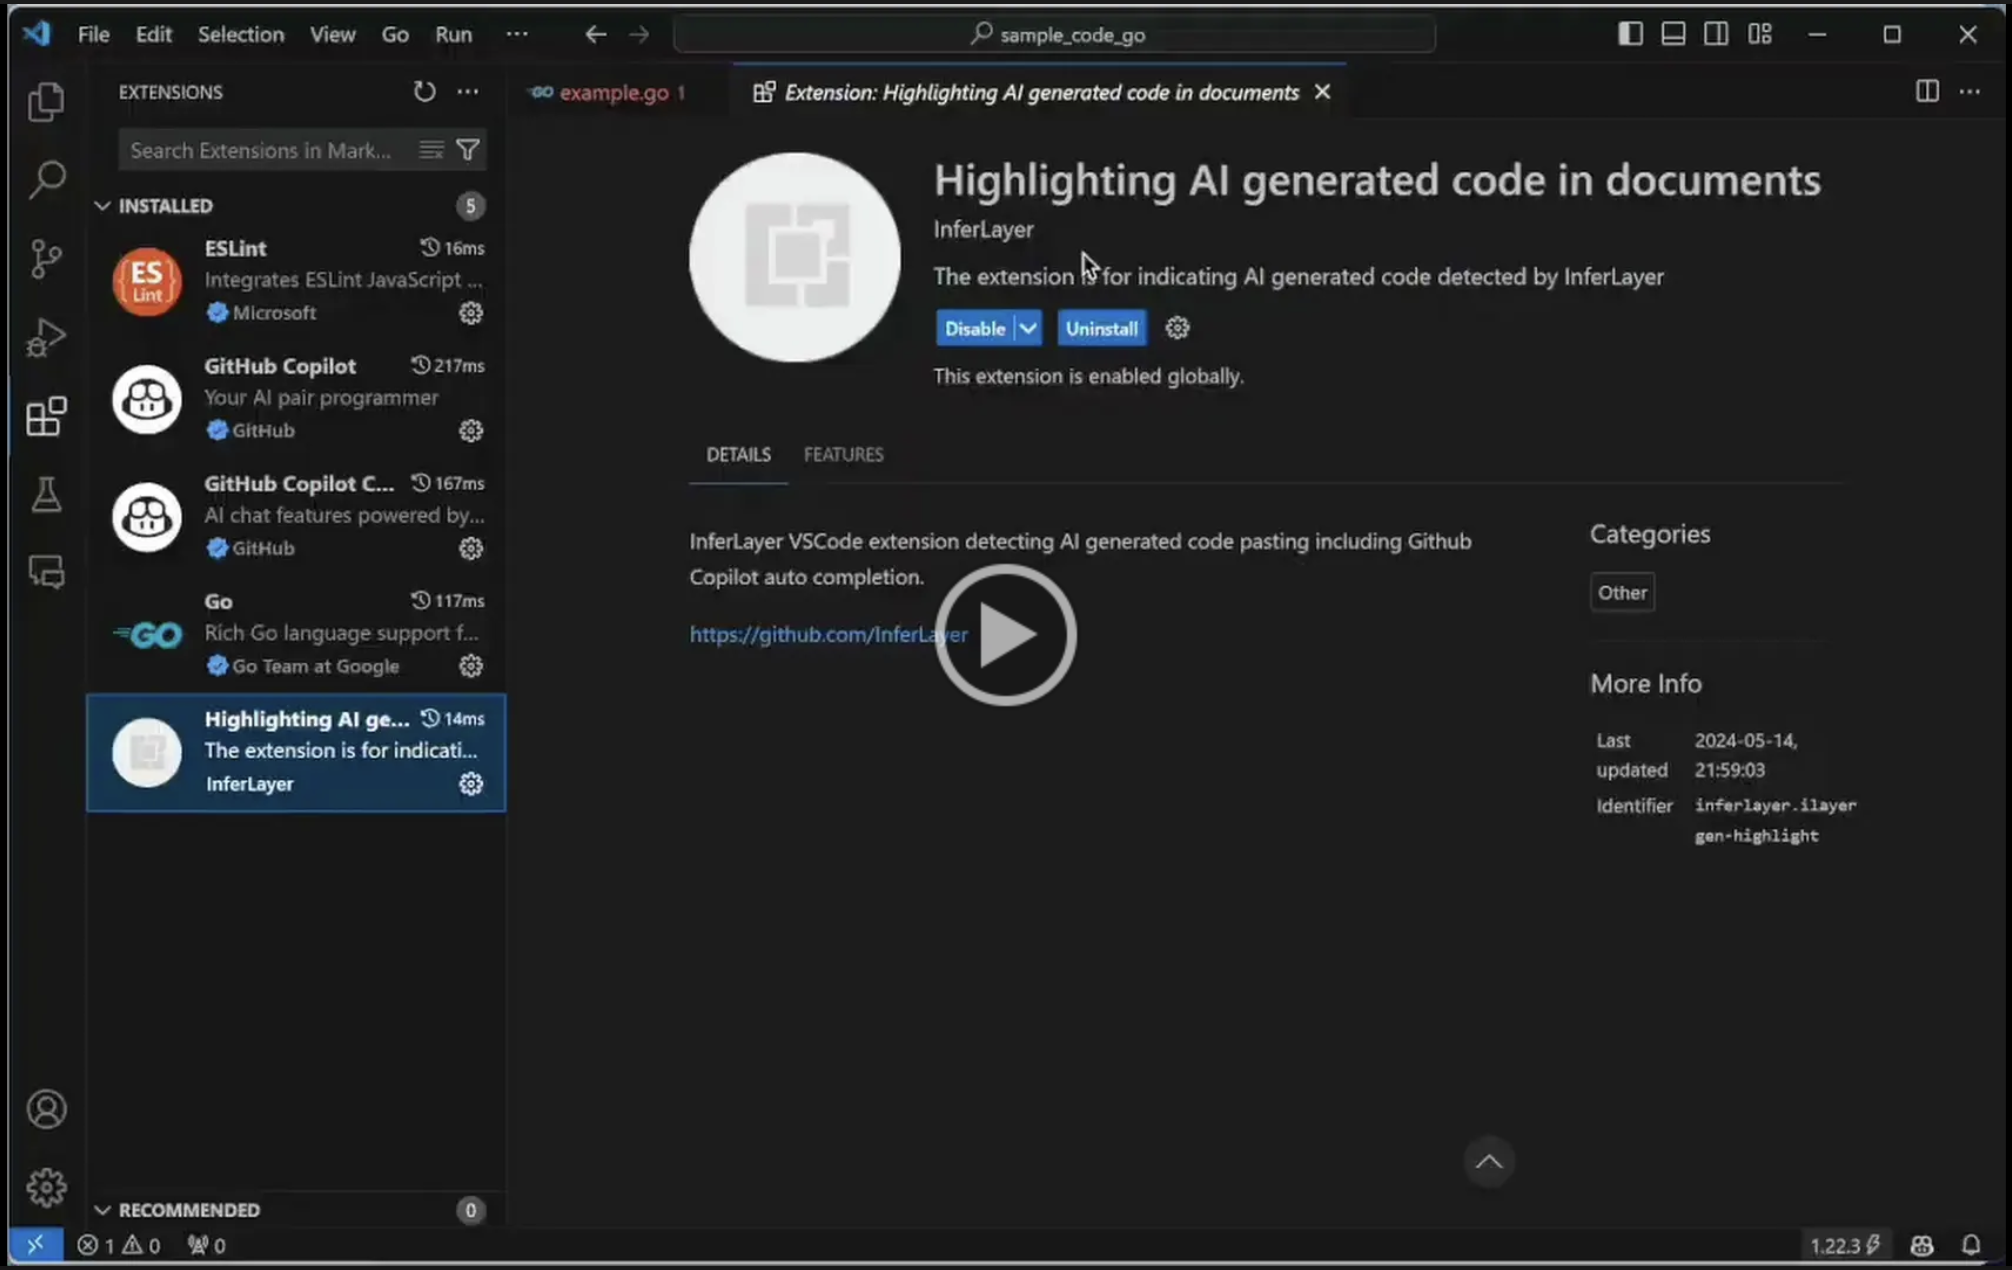 File Edit Selection View Go Run ...
sample_code_go
EXTENSIONS
Search Extensions in Mark...
INSTALLED 5
ES
Lint
ESLint 16ms
Integrates ESLint JavaScript ...
Microsoft
GitHub Copilot 217ms
Your AI pair programmer
GitHub
GitHub Copilot C... 167ms
AI chat features powered by...
GitHub
GO
Go 117ms
Rich Go language support f...
Go Team at Google
Highlighting AI ge... 14ms
The extension is for indicati...
InferLayer
RECOMMENDED 0
GO example.go 1
Extension: Highlighting AI generated code in documents
Highlighting AI generated code in documents
InferLayer
The extension is for indicating AI generated code detected by InferLayer
Disable Uninstall
This extension is enabled globally.
DETAILS FEATURES
InferLayer VSCode extension detecting AI generated code pasting including Github
Copilot auto completion.
https://github.com/InferLayer
Categories
Other
More Info
Last 2024-05-14,
updated 21:59:03
Identifier inferlayer.ilayer
gen-highlight
1 0 0
1.22.3